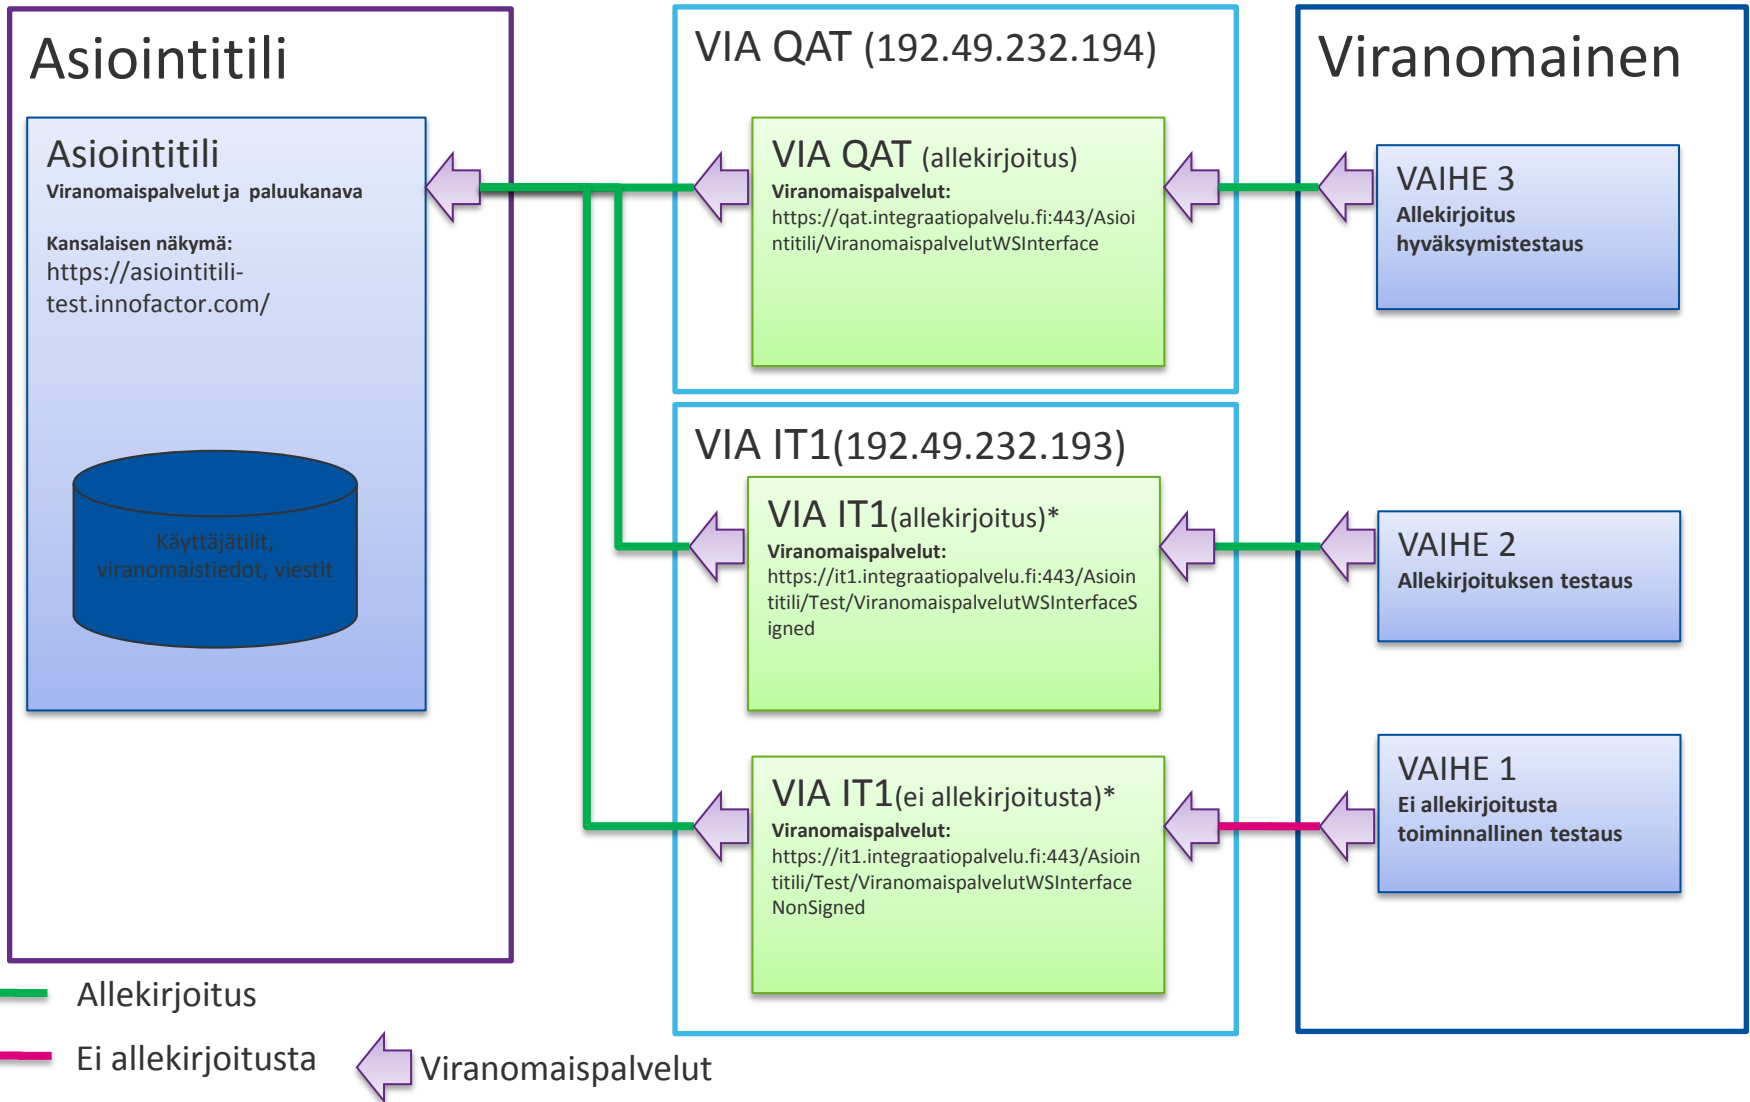 Asiointitili
Asiointitili
Viranomaispalvelut ja paluukanava
Kansalaisen näkymä:
https://asiointitili-
test.innofactor.com/
Käyttäjätilit,
viranomaistiedot, viestit
VIA QAT (192.49.232.194)
VIA QAT (allekirjoitus)
Viranomaispalvelut:
https://qat.integraatiopalvelu.fi:443/Asioi
ntitili/ViranomaispalvelutWSInterface
VIA IT1(192.49.232.193)
VIA IT1(allekirjoitus)*
Viranomaispalvelut:
https://it1.integraatiopalvelu.fi:443/Asioin
titili/Test/ViranomaispalvelutWSInterfaceS
igned
VIA IT1(ei allekirjoitusta)*
Viranomaispalvelut:
https://it1.integraatiopalvelu.fi:443/Asioin
titili/Test/ViranomaispalvelutWSInterface
NonSigned
Viranomainen
VAIHE 3
Allekirjoitus
hyväksymistestaus
VAIHE 2
Allekirjoituksen testaus
VAIHE 1
Ei allekirjoitusta
toiminnallinen testaus
Allekirjoitus
Ei allekirjoitusta
Viranomaispalvelut